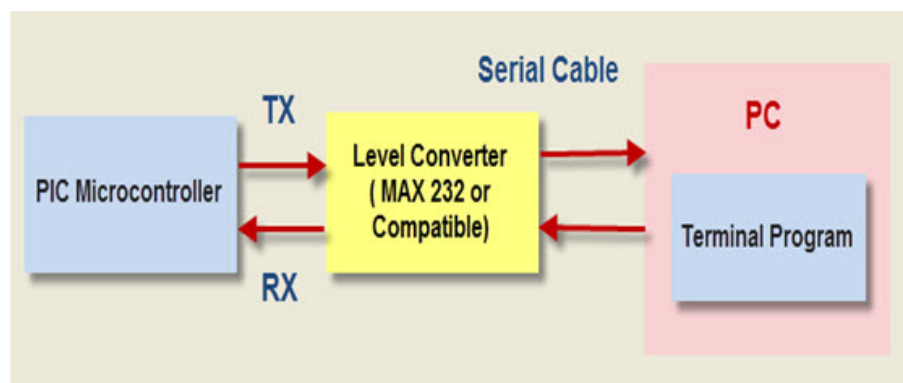 Serial Cable
TX
PC
PIC Microcontroller
Level Converter
( MAX 232 or
Compatible)
Terminal Program
RX